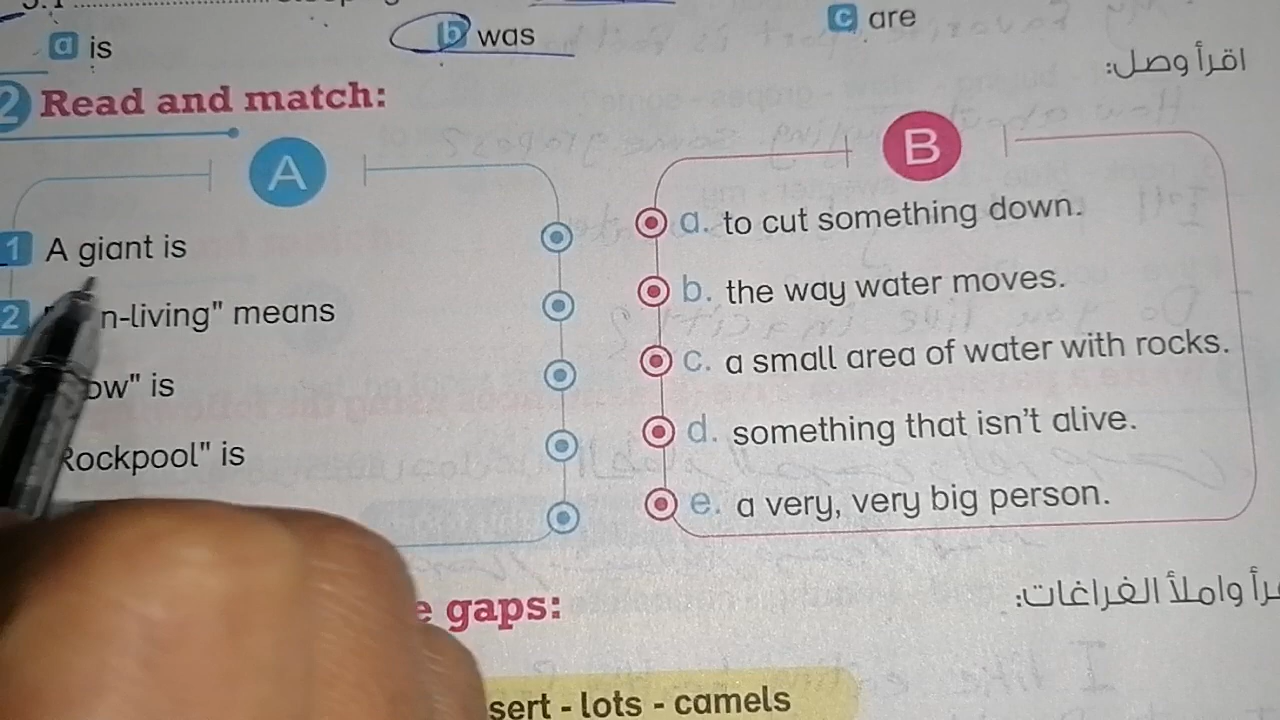 a is
b was
c are
اقرأ وصل:
2 Read and match:
A
B
1 A giant is
a. to cut something down.
2 n-living" means
b. the way water moves.
ow" is
c. a small area of water with rocks.
Rockpool" is
d. something that isn't alive.
e. a very, very big person.
e gaps:
واملأ الفراغات:
sert - lots - camels